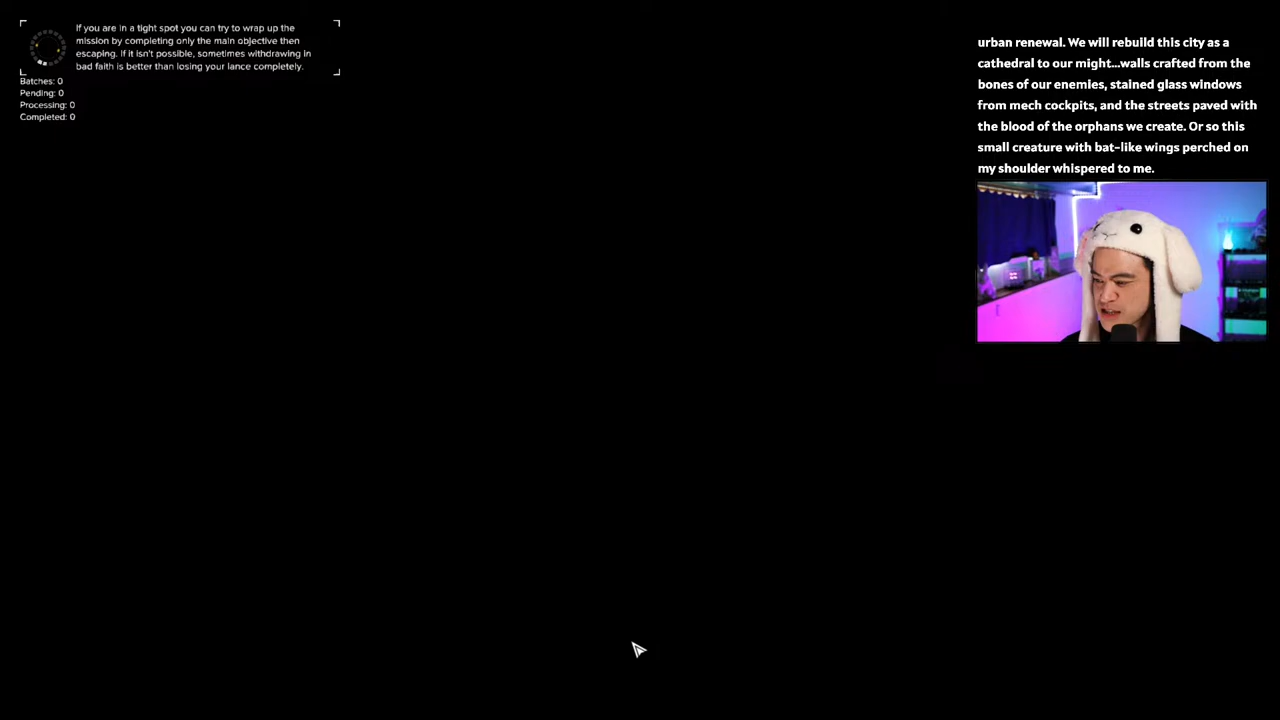 If you are in a tight spot you can try to wrap up the
mission by completing only the main objective then
escaping. If it isn't possible, sometimes withdrawing in
bad faith is better than losing your lance completely.
Batches: 0
Pending: 0
Processing: 0
Completed: 0
urban renewal. We will rebuild this city as a
cathedral to our might...walls crafted from the
bones of our enemies, stained glass windows
from mech cockpits, and the streets paved with
the blood of the orphans we create. Or so this
small creature with bat-like wings perched on
my shoulder whispered to me.